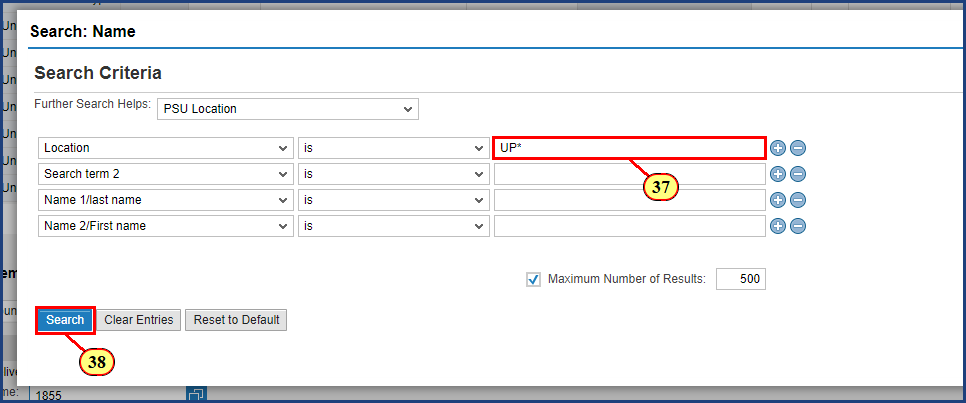 Search: Name
Search Criteria
Further Search Helps: PSU Location
Location is UP*
37
Search term 2 is
Name 1/last name is
Name 2/First name is
Maximum Number of Results: 500
Search Clear Entries Reset to Default
38
1855